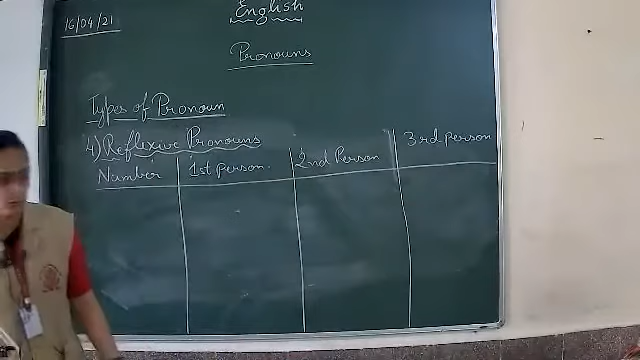 16/04/21
English
Pronouns
Types of Pronoun
4) Reflexive Pronouns
Number 1st person. 2nd Person 3rd person